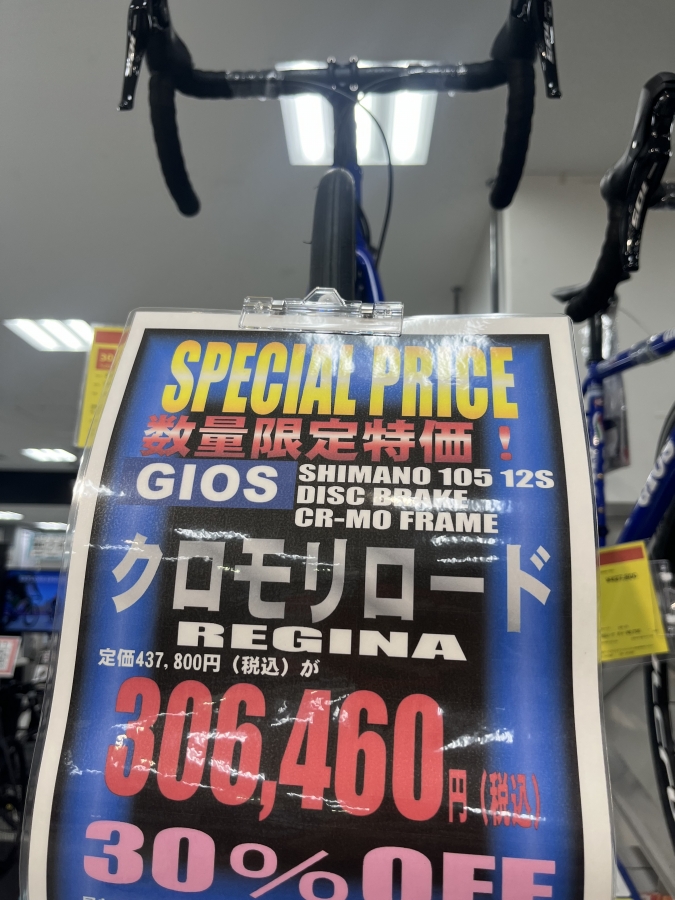 SPECIAL PRICE
数量限定特価!
GIOS
SHIMANO 105 12S
DISC BRAKE
CR-MO FRAME
クロモリロード
REGINA
定価437,800円(税込)が
306,460円(税込)
30%OFF
GIOS
105